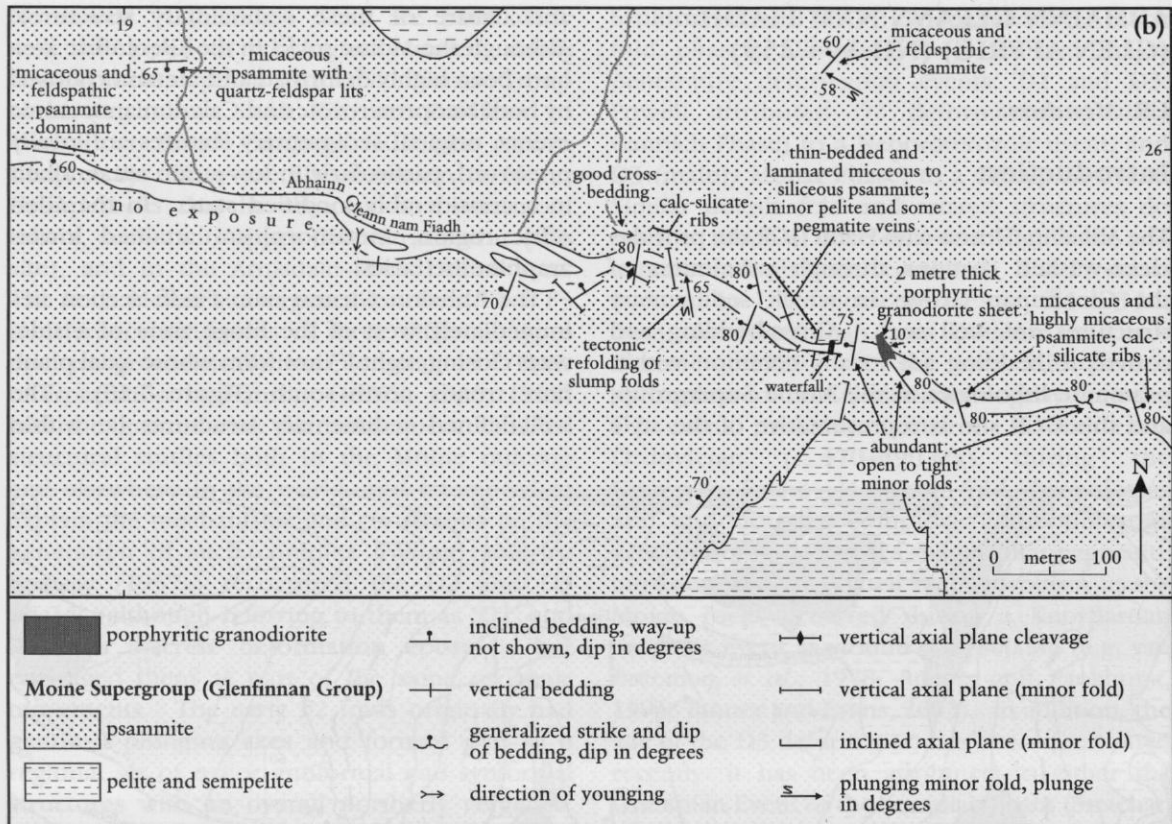 19
(b)
micaceous and
feldspathic
psammite
dominant
65
micaceous
psammite with
quartz-feldspar lits
60
micaceous and
feldspathic
psammite
58
26
60
no exposure
Abhainn Gleann nam Fiadh
good cross-
bedding
calc-silicate
ribs
thin-bedded and
laminated micceous to
siliceous psammite;
minor pelite and some
pegmatite veins
80
65
70
tectonic
refolding of
slump folds
80
80
75
2 metre thick
porphyritic
granodiorite sheet
10
micaceous and
highly micaceous
psammite; calc-
silicate ribs
waterfall
80
80
80
80
abundant
open to tight
minor folds
70
N
0 metres 100
porphyritic granodiorite
Moine Supergroup (Glenfinnan Group)
psammite
pelite and semipelite
inclined bedding, way-up
not shown, dip in degrees
vertical bedding
generalized strike and dip
of bedding, dip in degrees
direction of younging
vertical axial plane cleavage
vertical axial plane (minor fold)
inclined axial plane (minor fold)
plunging minor fold, plunge
in degrees